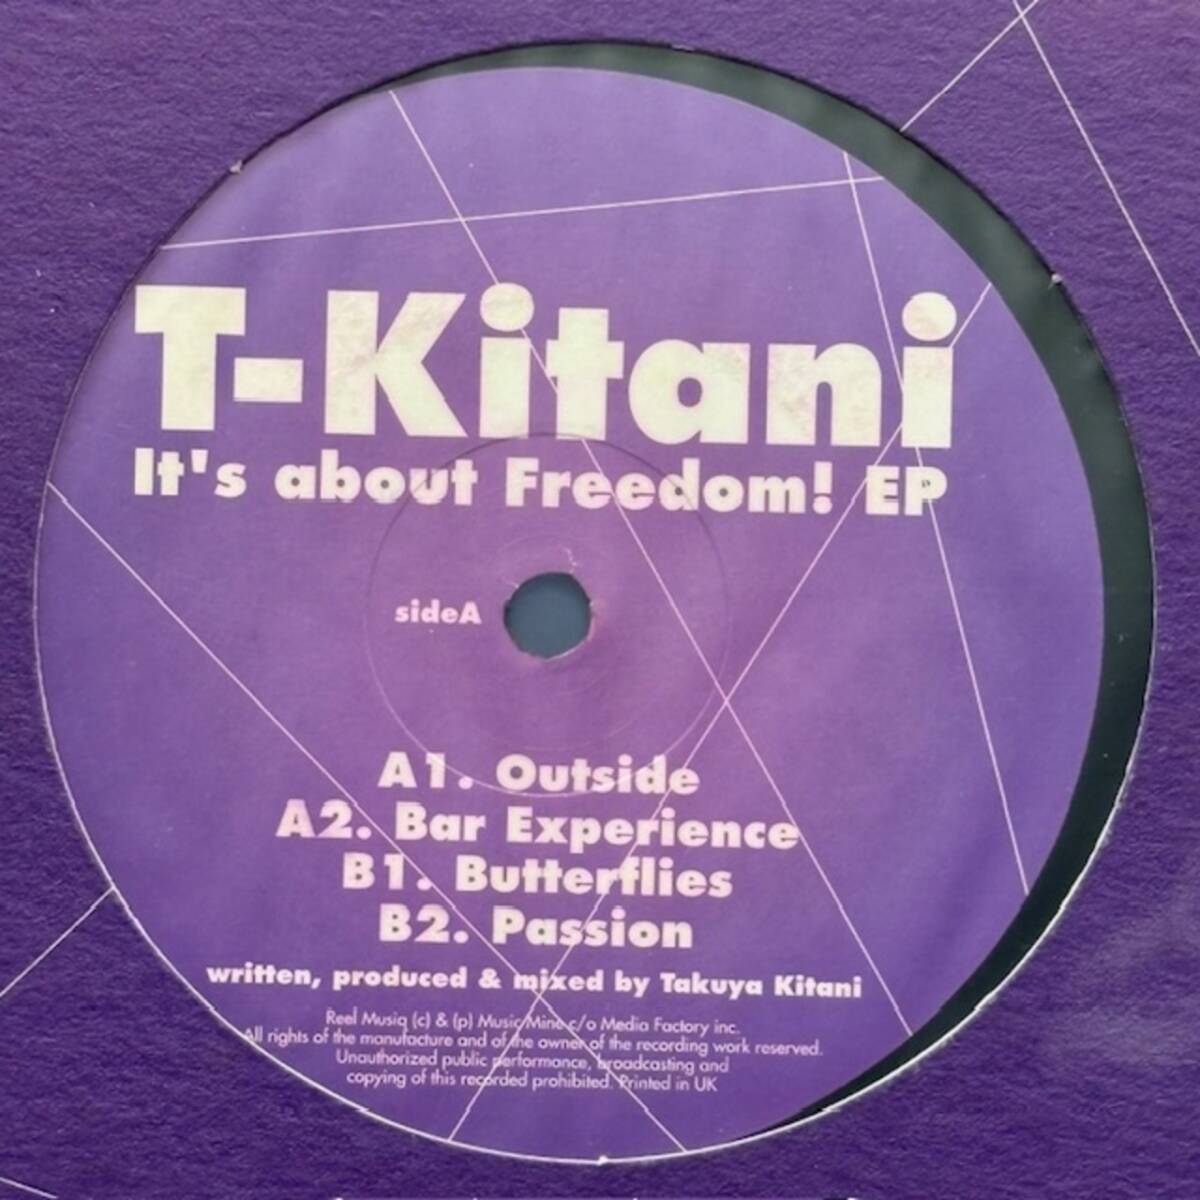 T-Kitani
It's about Freedom! EP
sideA
A1. Outside
A2. Bar Experience
B1. Butterflies
B2. Passion
written, produced & mixed by Takuya Kitani
Reel Musiq (c) & (p) Music Mine c/o Media Factory inc.
All rights of the manufacture and of the owner of the recording work reserved.
Unauthorized public performance, broadcasting and
copying of this recorded prohibited. Printed in UK